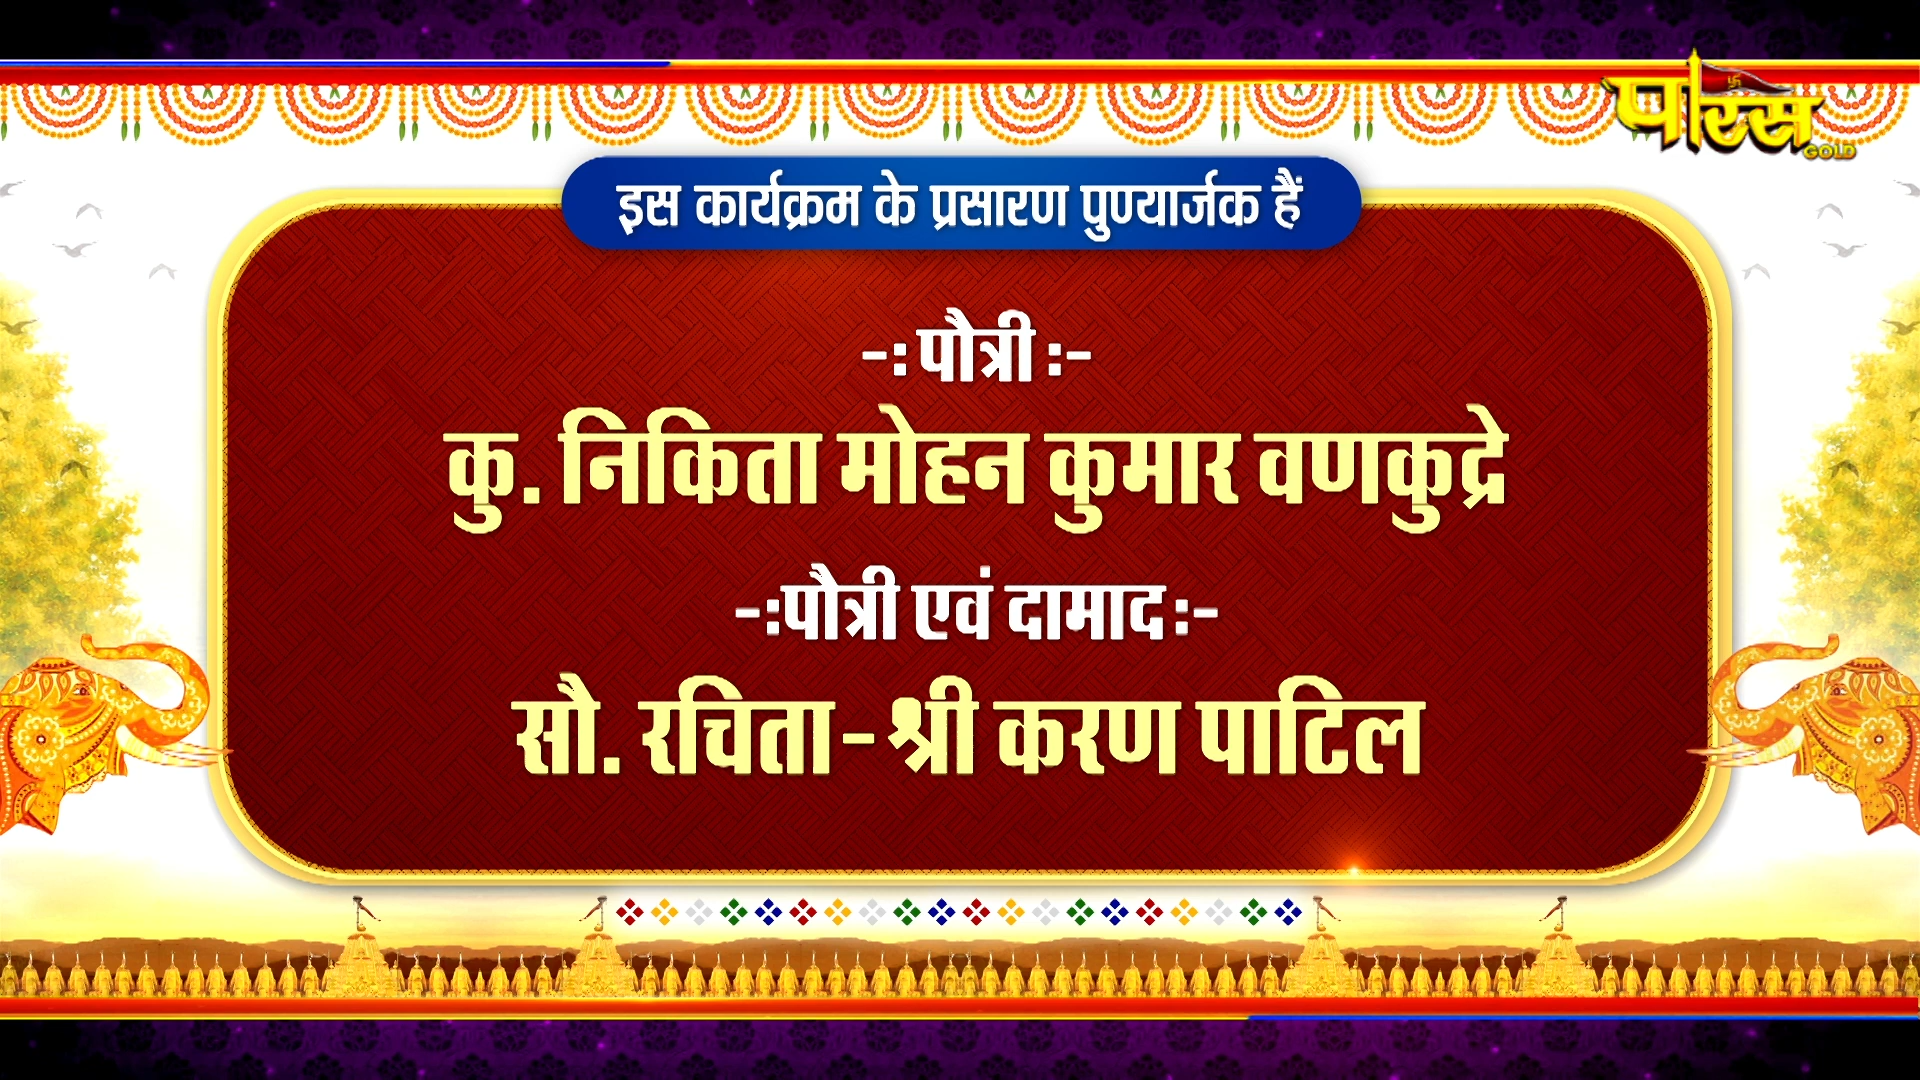 पारस
GOLD
इस कार्यक्रम के प्रसारण पुण्यार्जक हैं
-: पौत्री :-
कु. निकिता मोहन कुमार वणकुद्रे
-:पौत्री एवं दामाद:-
सौ. रचिता - श्री करण पाटिल